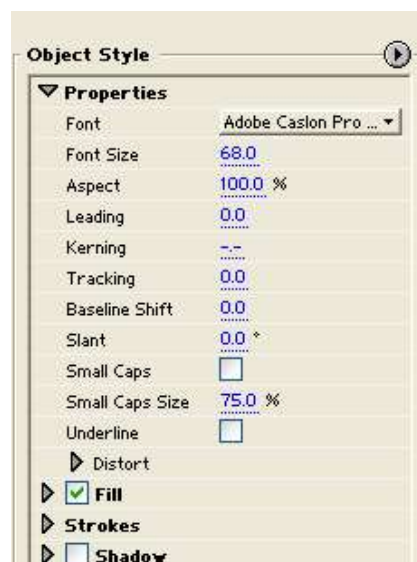 Object Style
Properties
Font Adobe Caslon Pro ...
Font Size 68.0
Aspect 100.0 %
Leading 0.0
Kerning -.-
Tracking 0.0
Baseline Shift 0.0
Slant 0.0 °
Small Caps
Small Caps Size 75.0 %
Underline
Distort
Fill
Strokes
Shadow